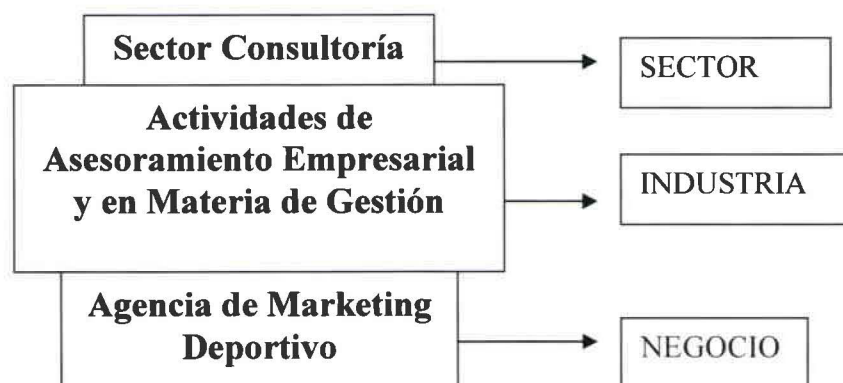 Sector Consultoría
SECTOR
Actividades de
Asesoramiento Empresarial
y en Materia de Gestión
INDUSTRIA
Agencia de Marketing
Deportivo
NEGOCIO